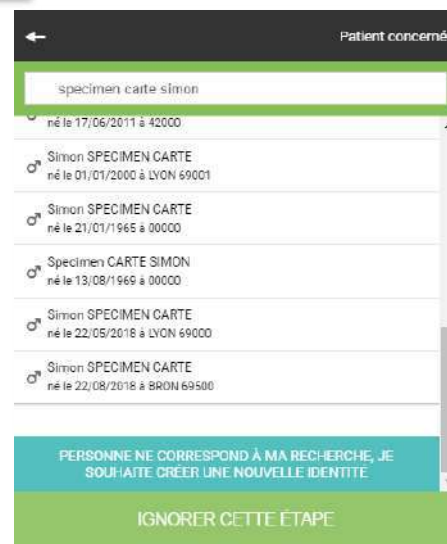 Patient concerné
specimen carte simon
né le 17/06/2011 à 42000
Simon SPECIMEN CARTE
né le 01/01/2000 à LYON 69001
Simon SPECIMEN CARTE
né le 21/01/1965 à 00000
Specimen CARTE SIMON
né le 13/08/1969 à 00000
Simon SPECIMEN CARTE
né le 22/05/2018 à LYON 69000
Simon SPECIMEN CARTE
né le 22/08/2018 à BRON 69500
PERSONNE NE CORRESPOND À MA RECHERCHE, JE
SOUHAITE CRÉER UNE NOUVELLE IDENTITÉ
IGNORER CETTE ÉTAPE